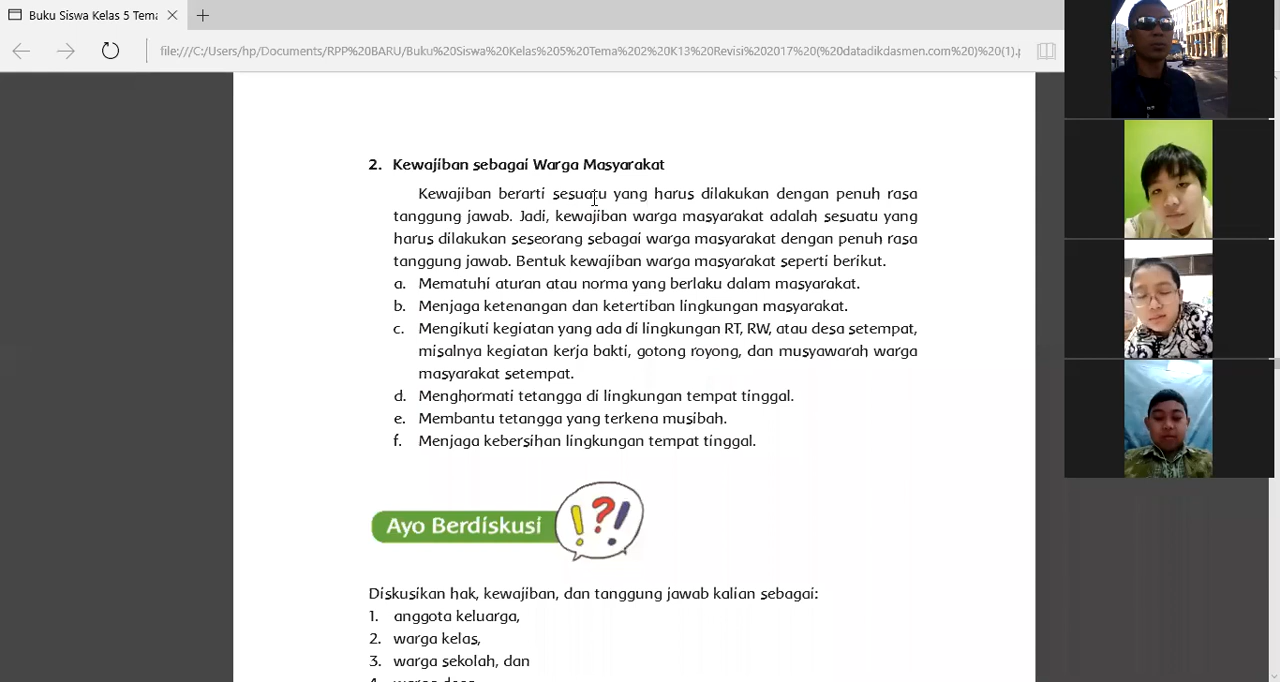 Buku Siswa Kelas 5 Tema
file:///C:/Users/hp/Documents/RPP%20BARU/Buku%20Siswa%20Kelas%205%20Tema%202%20K13%20Revisi%202017%20(%20datadikdasmen.com%20)%20(1).p
2. Kewajiban sebagai Warga Masyarakat
Kewajiban berarti sesuatu yang harus dilakukan dengan penuh rasa
tanggung jawab. Jadi, kewajiban warga masyarakat adalah sesuatu yang
harus dilakukan seseorang sebagai warga masyarakat dengan penuh rasa
tanggung jawab. Bentuk kewajiban warga masyarakat seperti berikut.
a. Mematuhi aturan atau norma yang berlaku dalam masyarakat.
b. Menjaga ketenangan dan ketertiban lingkungan masyarakat.
c. Mengikuti kegiatan yang ada di lingkungan RT, RW, atau desa setempat,
misalnya kegiatan kerja bakti, gotong royong, dan musyawarah warga
masyarakat setempat.
d. Menghormati tetangga di lingkungan tempat tinggal.
e. Membantu tetangga yang terkena musibah.
f. Menjaga kebersihan lingkungan tempat tinggal.
Ayo Berdiskusi !?!
Diskusikan hak, kewajiban, dan tanggung jawab kalian sebagai:
1. anggota keluarga,
2. warga kelas,
3. warga sekolah, dan